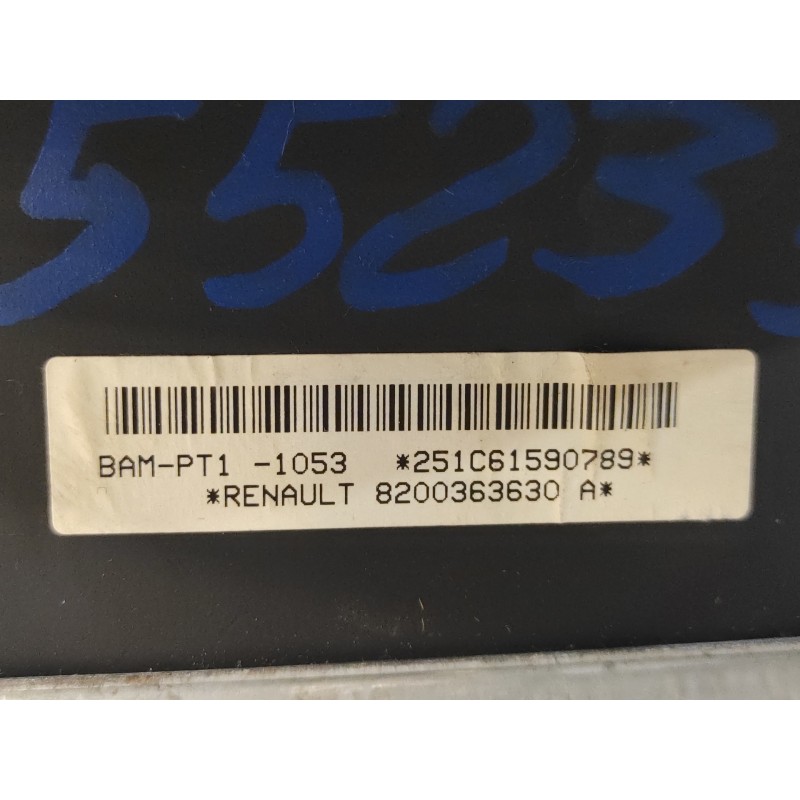 5523
BAM-PT1 -1053 *251C61590789*
*RENAULT 8200363630 A*